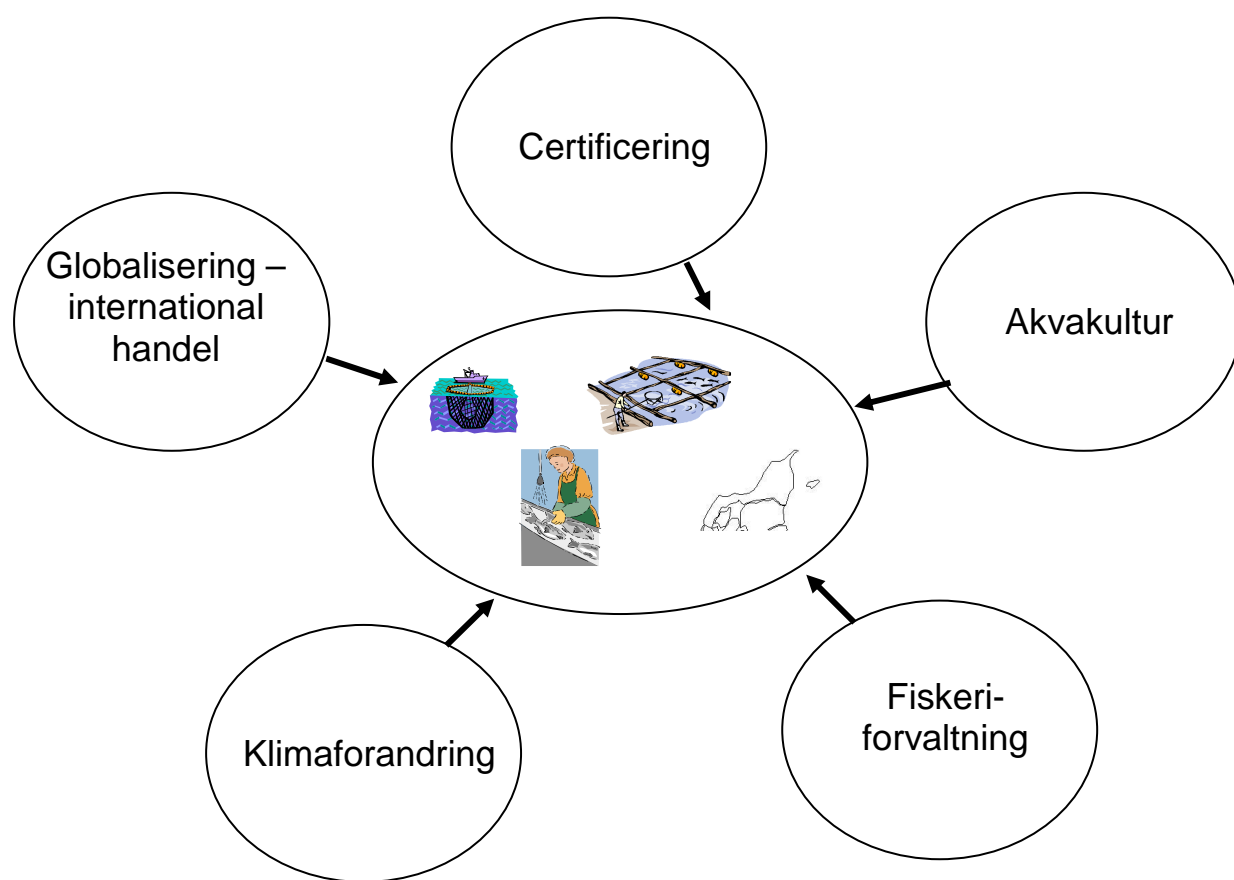 Certificering
Globalisering –
international
handel
Akvakultur
Klimaforandring
Fiskeri-
forvaltning